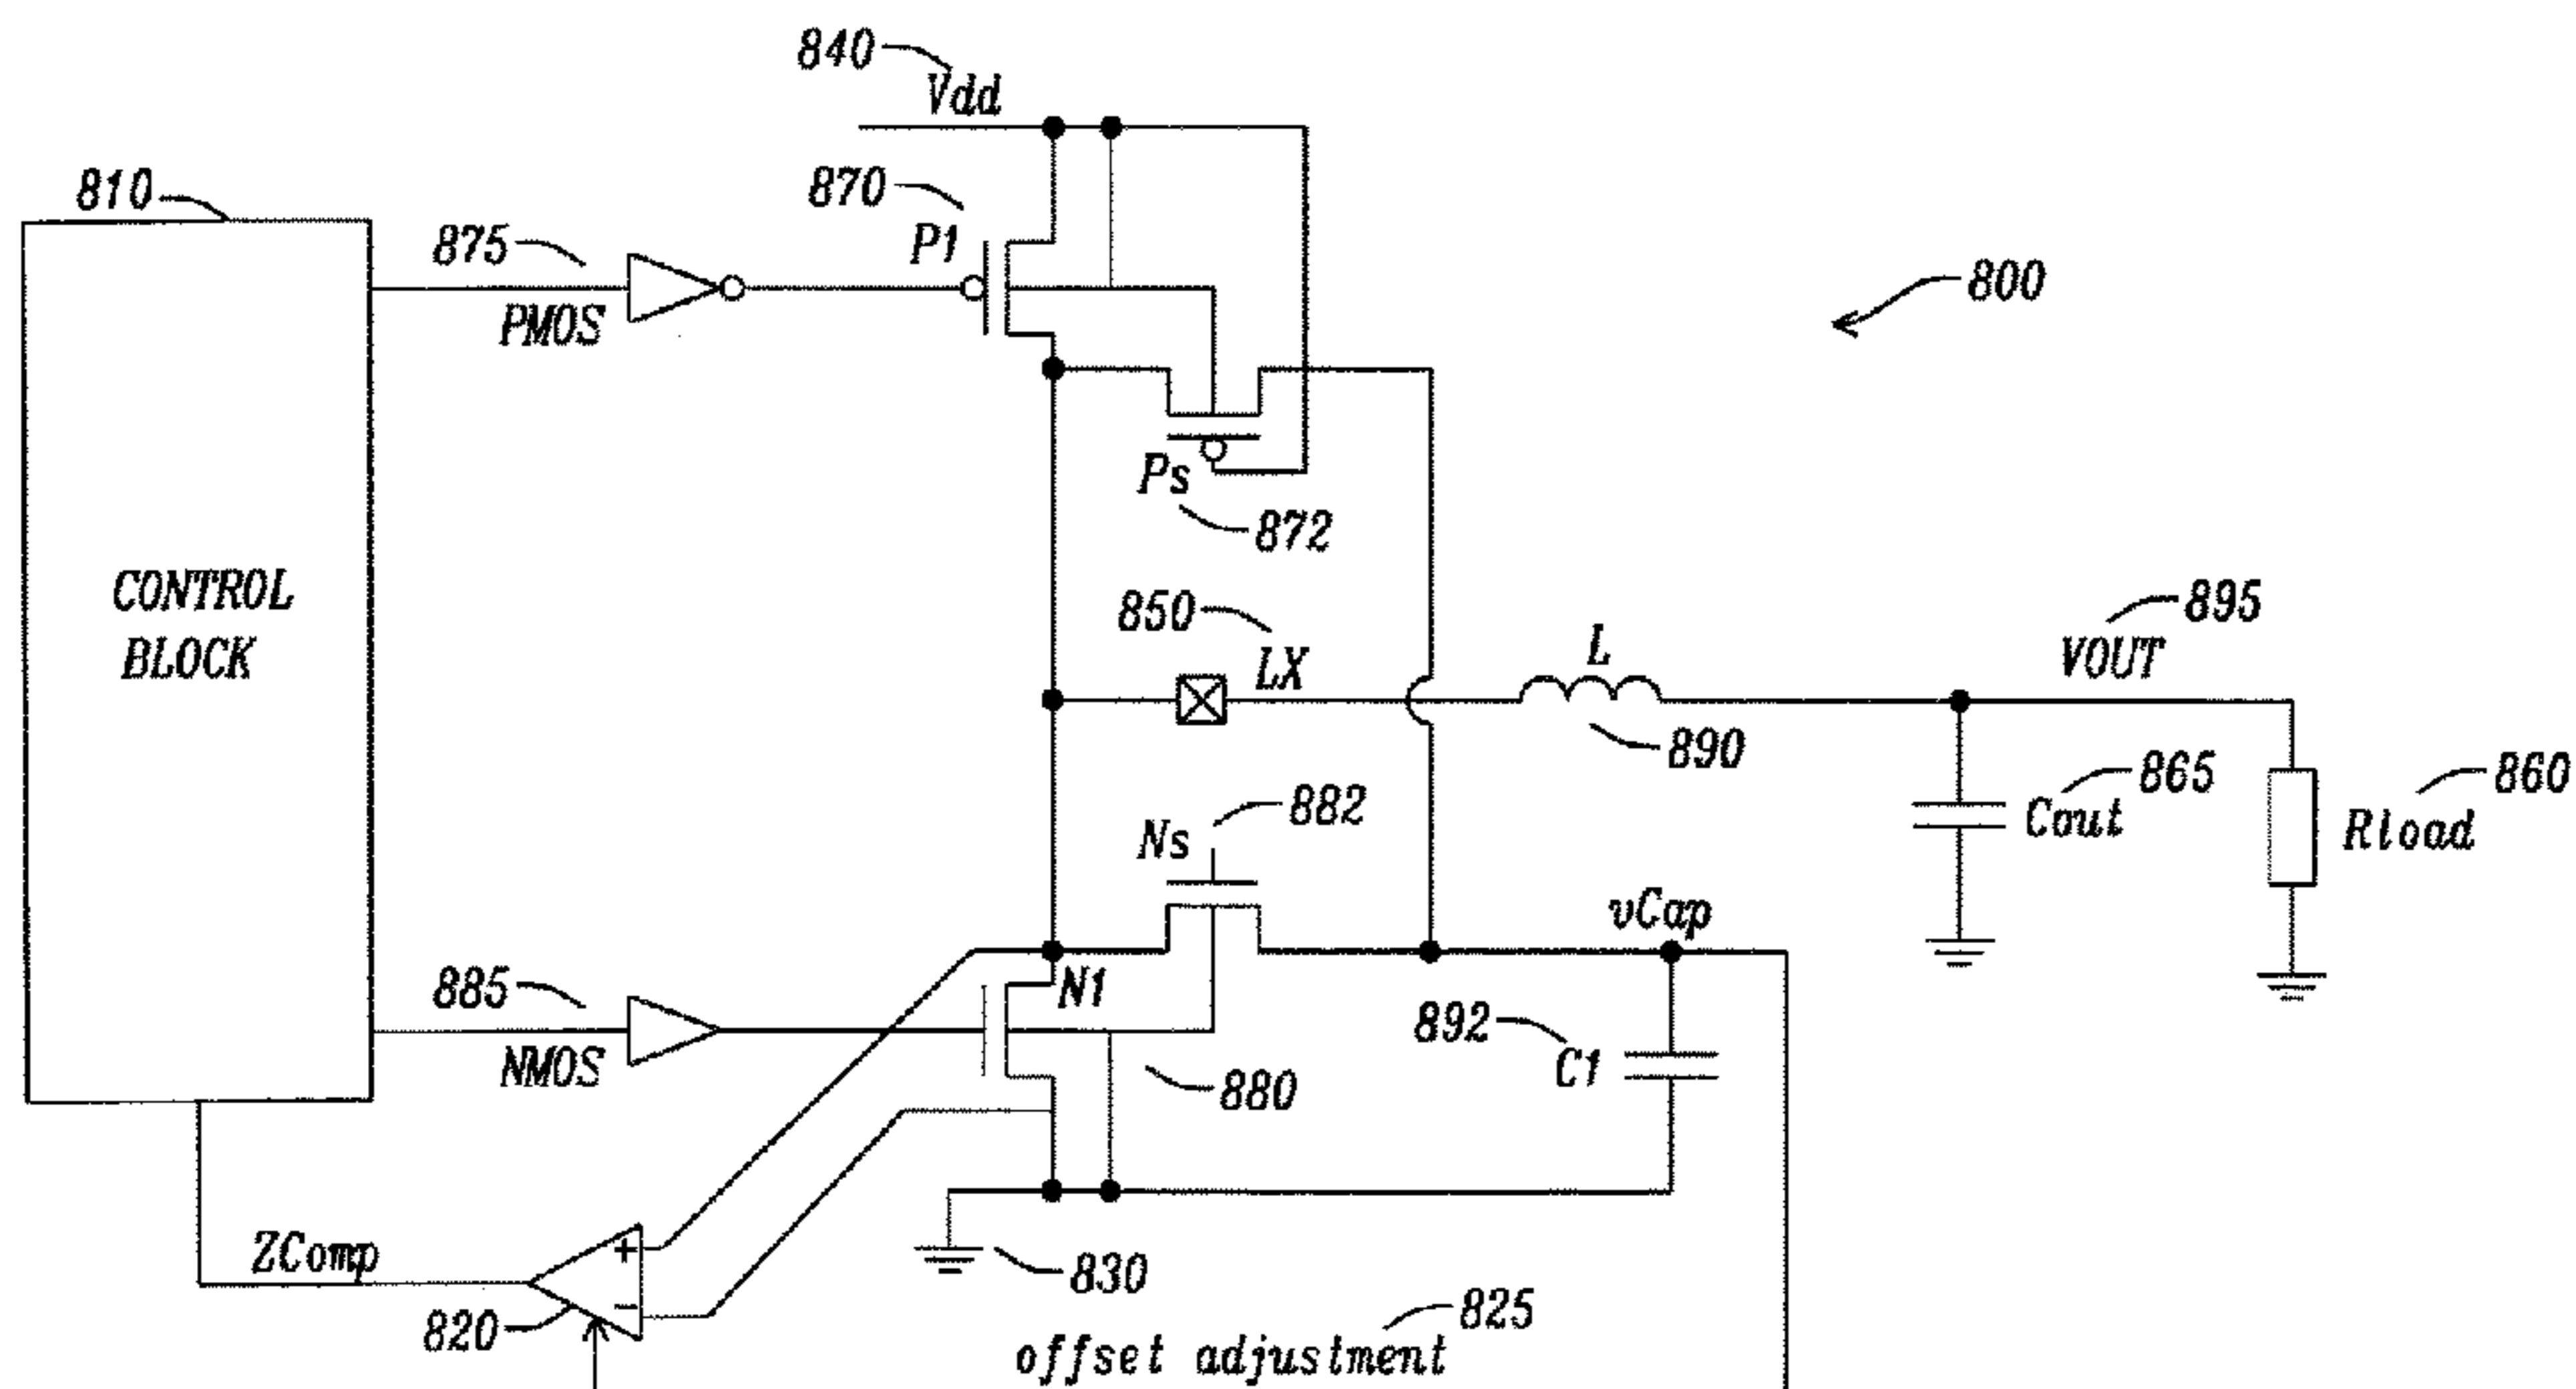 840
Vdd
810
870
875
P1
PMOS
800
Ps
872
CONTROL
BLOCK
850
LX
L
890
895
VOUT
882
Ns
865
Cout
860
Rload
vCap
885
N1
NMOS
880
892
C1
ZComp
+
−
820
830
825
offset adjustment